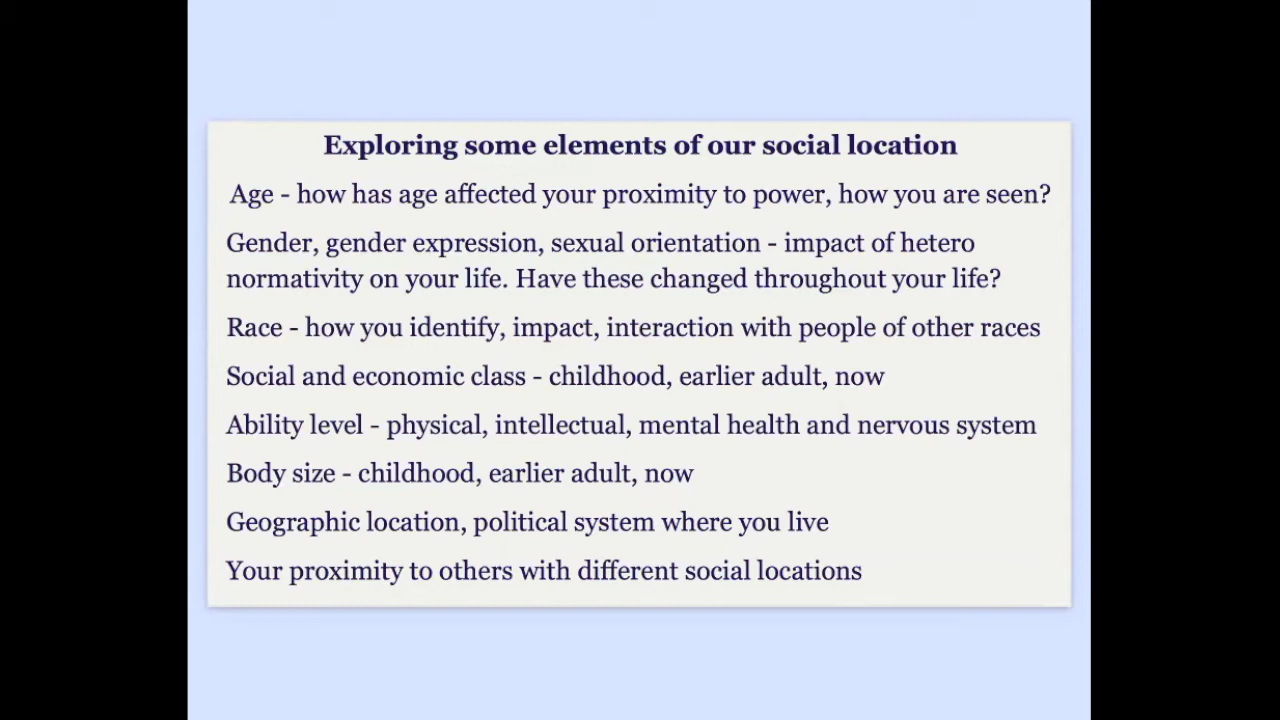 Exploring some elements of our social location
Age - how has age affected your proximity to power, how you are seen?
Gender, gender expression, sexual orientation - impact of hetero
normativity on your life. Have these changed throughout your life?
Race - how you identify, impact, interaction with people of other races
Social and economic class - childhood, earlier adult, now
Ability level - physical, intellectual, mental health and nervous system
Body size - childhood, earlier adult, now
Geographic location, political system where you live
Your proximity to others with different social locations